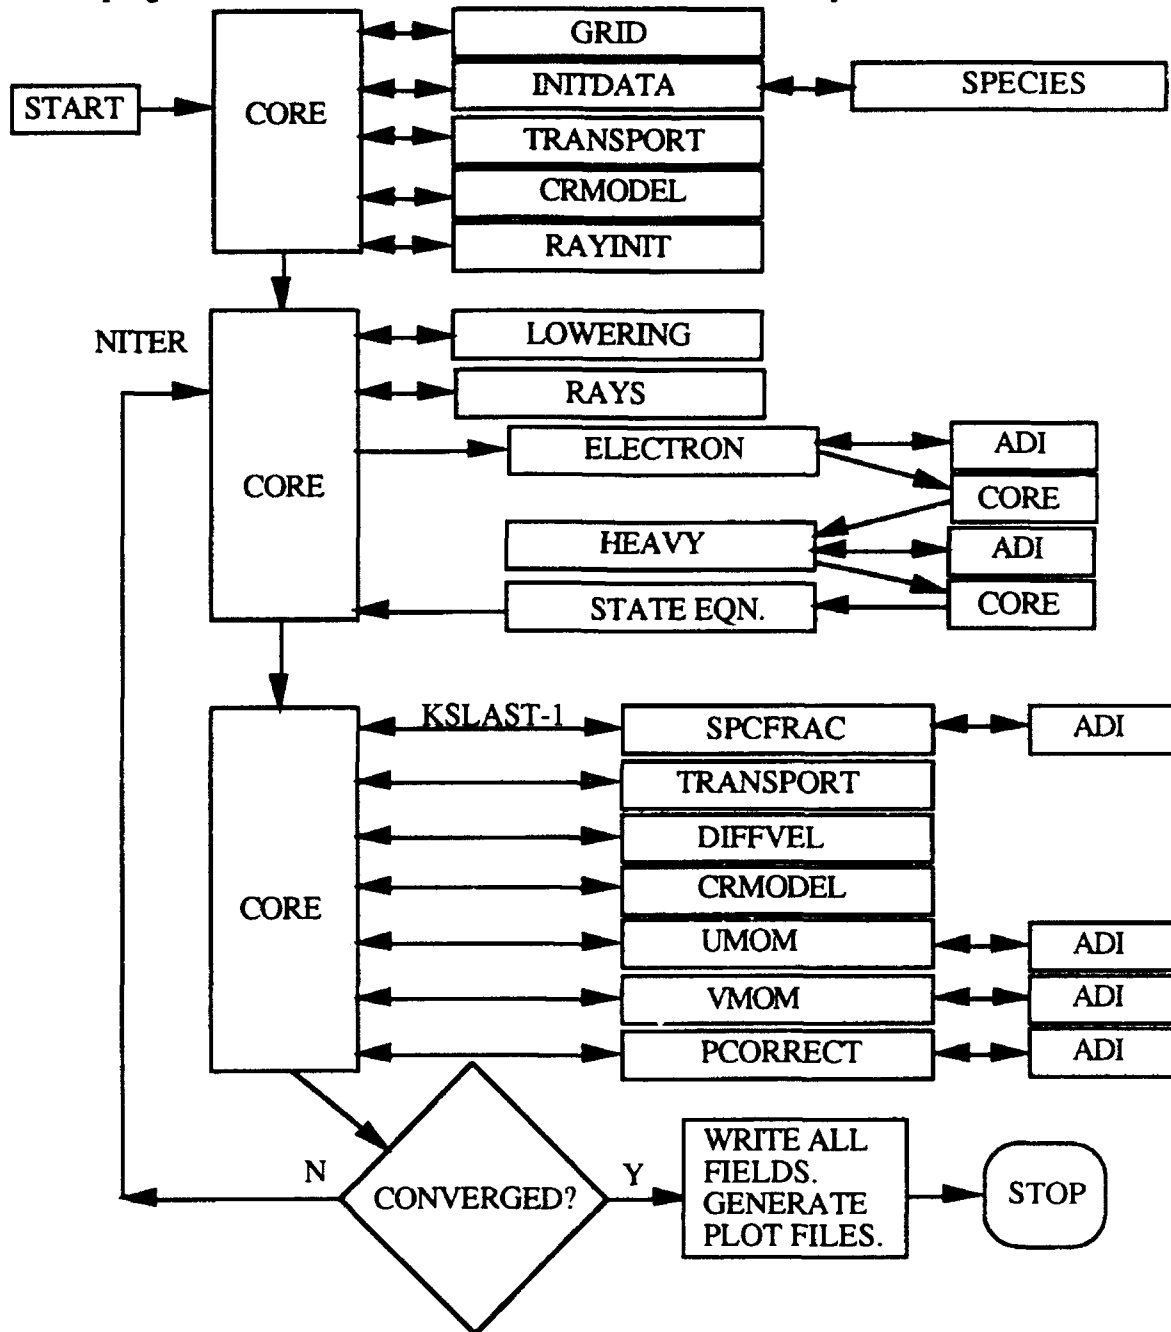 GRID
START
CORE
INITDATA
SPECIES
TRANSPORT
CRMODEL
RAYINIT
NITER
LOWERING
RAYS
ELECTRON
ADI
CORE
CORE
HEAVY
ADI
STATE EQN.
CORE
KSLAST-1
SPCFRAC
ADI
TRANSPORT
DIFFVEL
CRMODEL
CORE
UMOM
ADI
VMOM
ADI
PCORRECT
ADI
N
CONVERGED?
Y
WRITE ALL
FIELDS.
GENERATE
PLOT FILES.
STOP